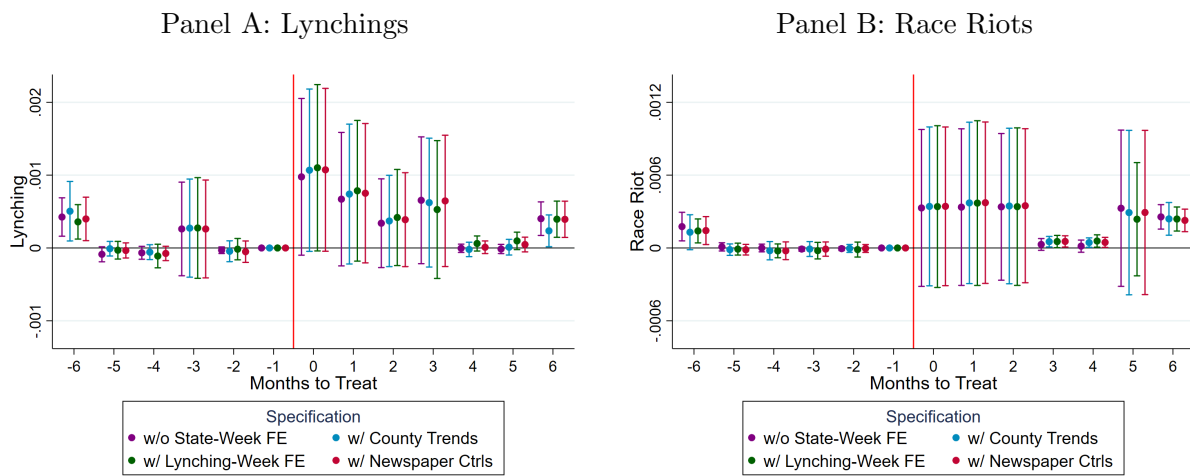 Panel A: Lynchings
Lynching
.002
.001
0
-.001
-6 -5 -4 -3 -2 -1 0 1 2 3 4 5 6
Months to Treat
Specification
w/o State-Week FE w/ County Trends
w/ Lynching-Week FE w/ Newspaper Ctrls
Panel B: Race Riots
Race Riot
.0012
.0006
0
-.0006
-6 -5 -4 -3 -2 -1 0 1 2 3 4 5 6
Months to Treat
Specification
w/o State-Week FE w/ County Trends
w/ Lynching-Week FE w/ Newspaper Ctrls